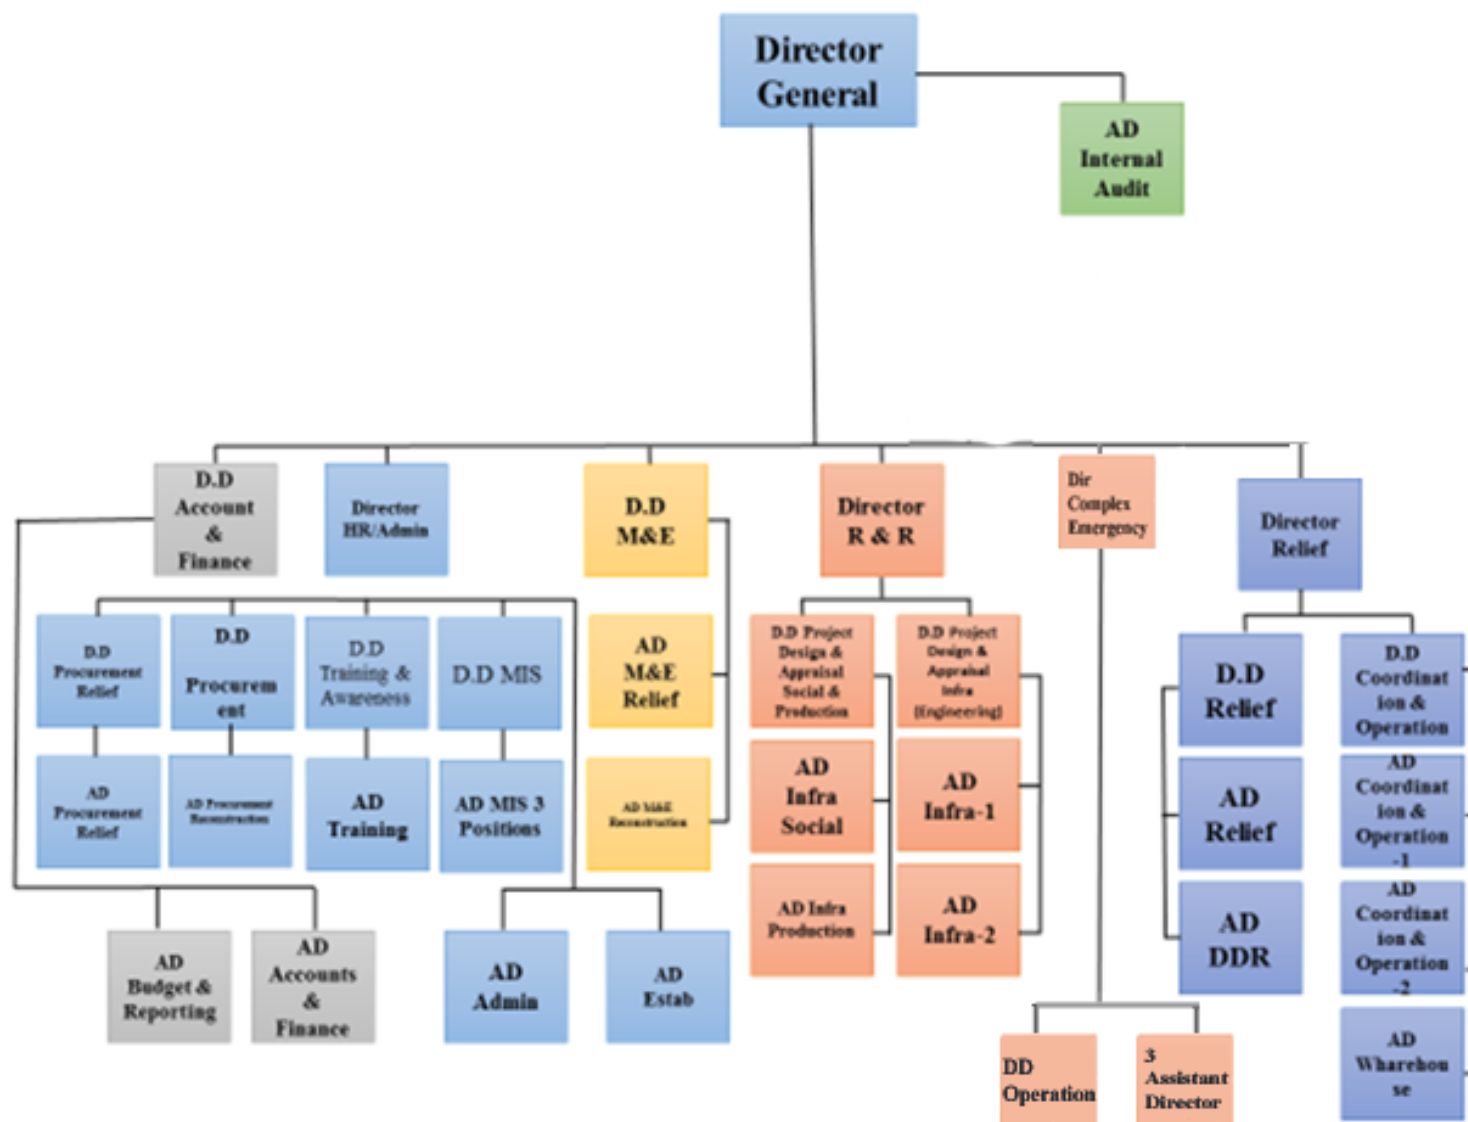 Director
General
AD
Internal
Audit
D.D
Account
&
Finance
Director
HR/Admin
D.D
M&E
Director
R & R
Dir
Complex
Emergency
Director
Relief
D.D
Procurement
Relief
D.D
Procurem
ent
D.D
Training &
Awareness
D.D MIS
AD
M&E
Relief
D.D Project
Design &
Appraisal
Social &
Production
D.D Project
Design &
Appraisal
Infra
(Engineering)
D.D
Relief
D.D
Coordinat
ion &
Operation
AD
Procurement
Relief
AD Procurement
Reconstruction
AD
Training
AD MIS 3
Positions
AD M&E
Reconstruction
AD
Infra
Social
AD
Infra-1
AD
Relief
AD
Coordinat
ion &
Operation
-1
AD Infra
Production
AD
Infra-2
AD
DDR
AD
Coordinat
ion &
Operation
-2
AD
Budget &
Reporting
AD
Accounts
&
Finance
AD
Admin
AD
Estab
DD
Operation
3
Assistant
Director
AD
Wharehou
se